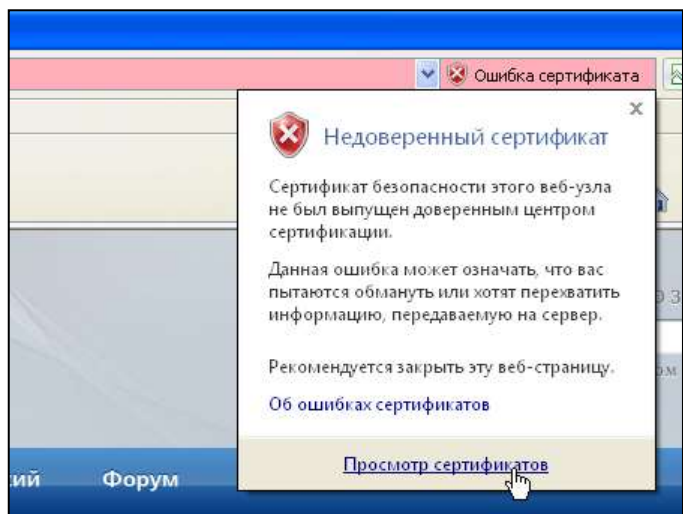 Ошибка сертификата
Недоверенный сертификат
Сертификат безопасности этого веб-узла
не был выпущен доверенным центром
сертификации.
Данная ошибка может означать, что вас
пытаются обмануть или хотят перехватить
информацию, передаваемую на сервер.
Рекомендуется закрыть эту веб-страницу.
Об ошибках сертификатов
Просмотр сертификатов
Форум